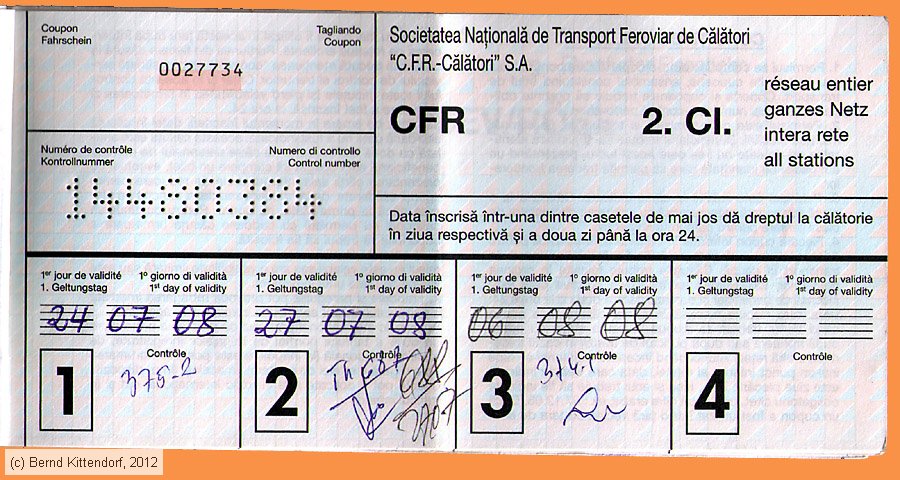 Coupon
Fahrschein
Tagliando
Coupon
0027734
Numéro de contrôle
Kontrollnummer
Numero di controllo
Control number
14480384
Societatea Națională de Transport Feroviar de Călători
“C.F.R.-Călători” S.A.
CFR 2. Cl.
réseau entier
ganzes Netz
intera rete
all stations
Data înscrisă într-una dintre casetele de mai jos dă dreptul la călătorie
în ziua respectivă și a doua zi până la ora 24.
1er jour de validité 1º giorno di validità
1. Geltungstag 1st day of validity
24 07 08
Contrôle
1
375-2
1er jour de validité 1º giorno di validità
1. Geltungstag 1st day of validity
27 07 08
Contrôle
2
1er jour de validité 1º giorno di validità
1. Geltungstag 1st day of validity
06 08 08
Contrôle
3
374-1
1er jour de validité 1º giorno di validità
1. Geltungstag 1st day of validity
Contrôle
4
(c) Bernd Kittendorf, 2012